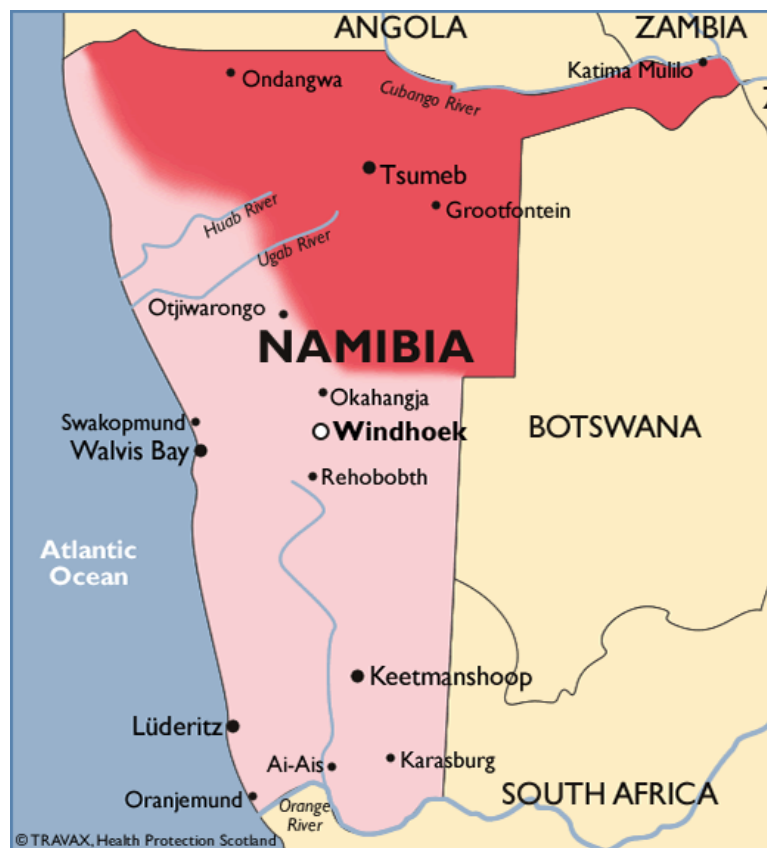 ANGOLA
ZAMBIA
Katima Mulilo
Ondangwa
Cubango River
Tsumeb
Grootfontein
Huab River
Ugab River
Otjiwarongo
NAMIBIA
Okahangja
Swakopmund
Windhoek
BOTSWANA
Walvis Bay
Rehobobth
Atlantic
Ocean
Keetmanshoop
Lüderitz
Ai-Ais
Karasburg
Oranjemund
Orange
River
SOUTH AFRICA
© TRAVAX, Health Protection Scotland